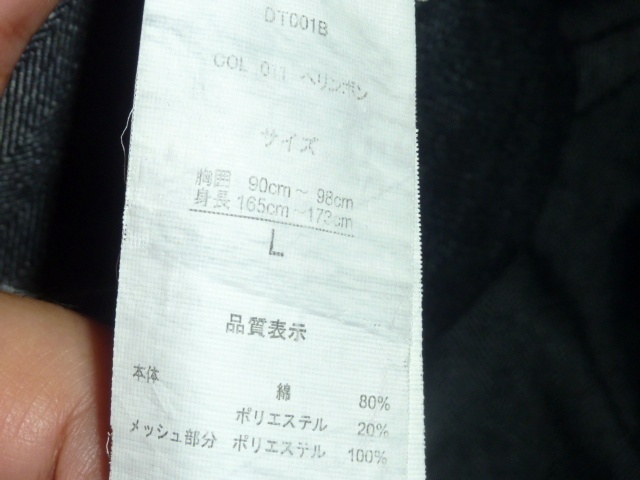 DT001B
COL 011 ヘリンボン
サイズ
胸囲 90cm～ 98cm
身長 165cm～173cm
L
品質表示
本体
綿 80%
ポリエステル 20%
メッシュ部分 ポリエステル 100%